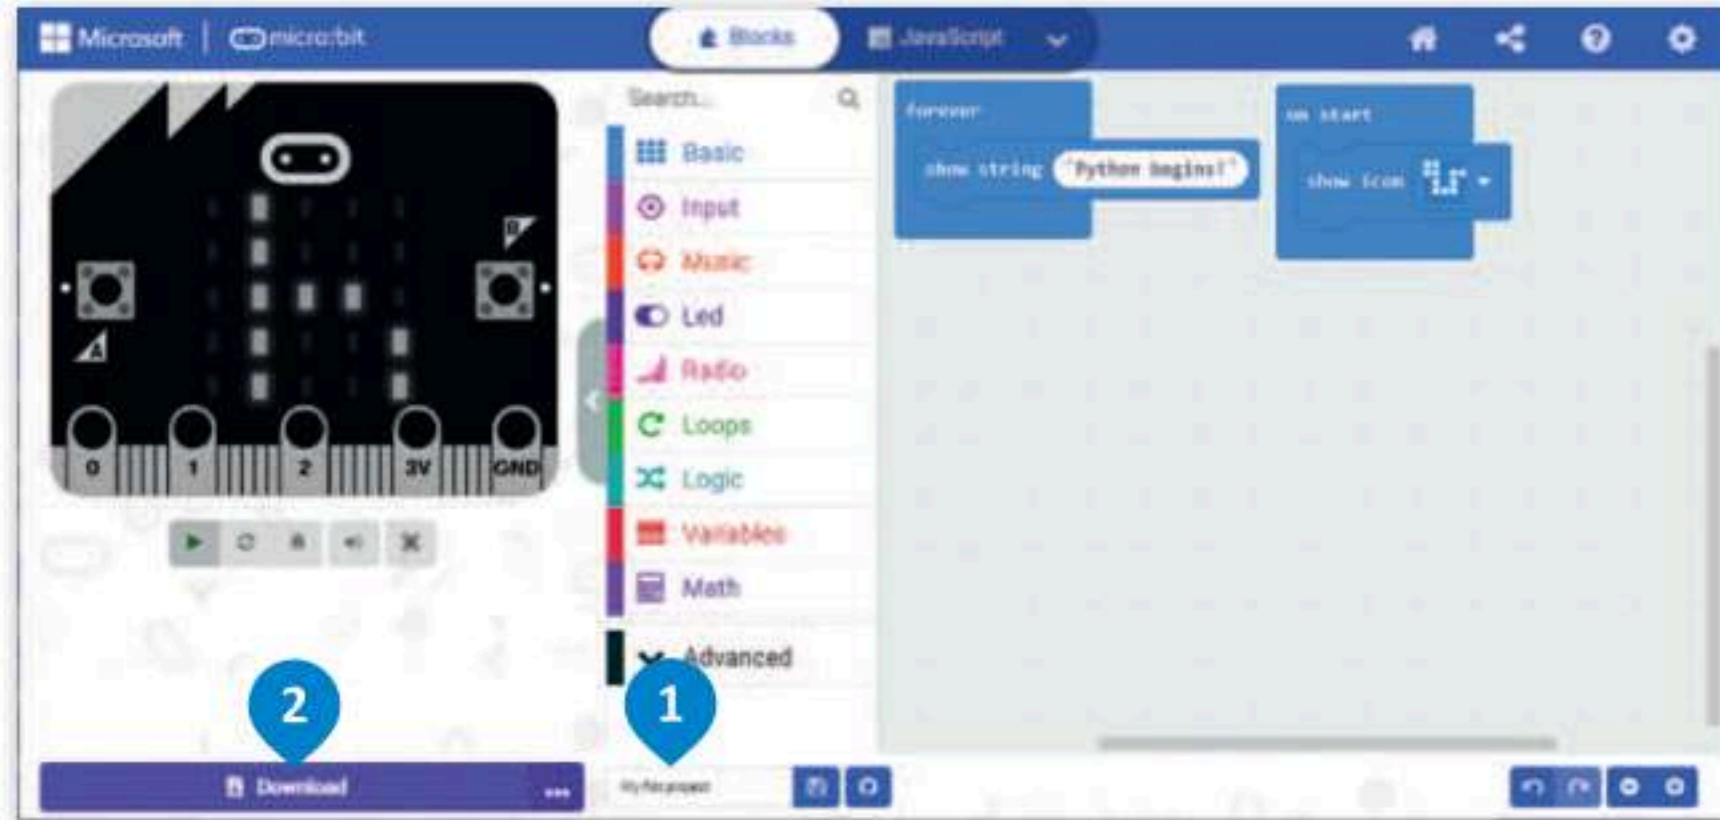 Microsoft | micro:bit
Blocks
JavaScript
B
A
0 1 2 3V GND
Search...
Basic
Input
Music
Led
Radio
Loops
Logic
Variables
Math
Advanced
forever
show string "Python begins!"
on start
show icon
2
1
Download
...
project